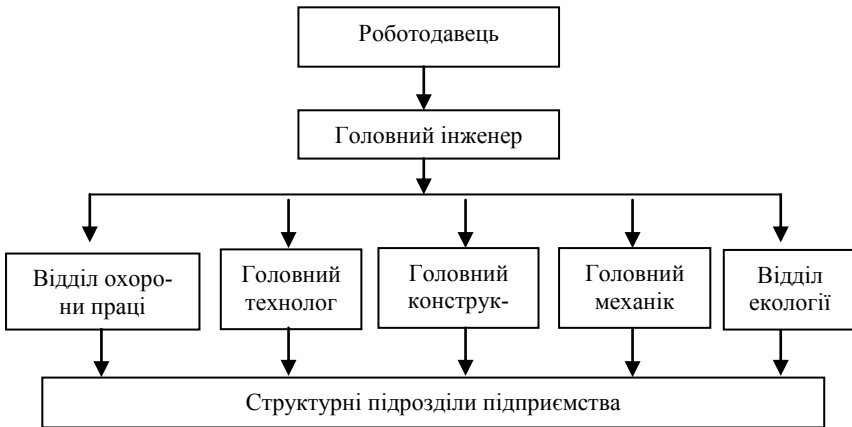 Роботодавець
Головний інженер
Відділ охоро-
ни праці
Головний
технолог
Головний
конструк-
Головний
механік
Відділ
екології
Структурні підрозділи підприємства